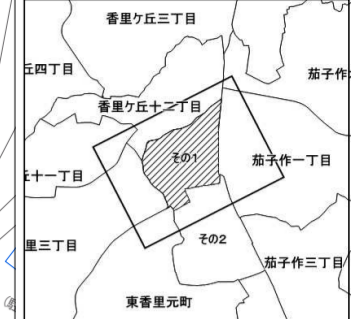 香里ケ丘三丁目
丘四丁目
茄子作
香里ケ丘十二丁目
その1
茄子作一丁目
丘十一丁目
その2
里三丁目
茄子作三丁目
東香里元町